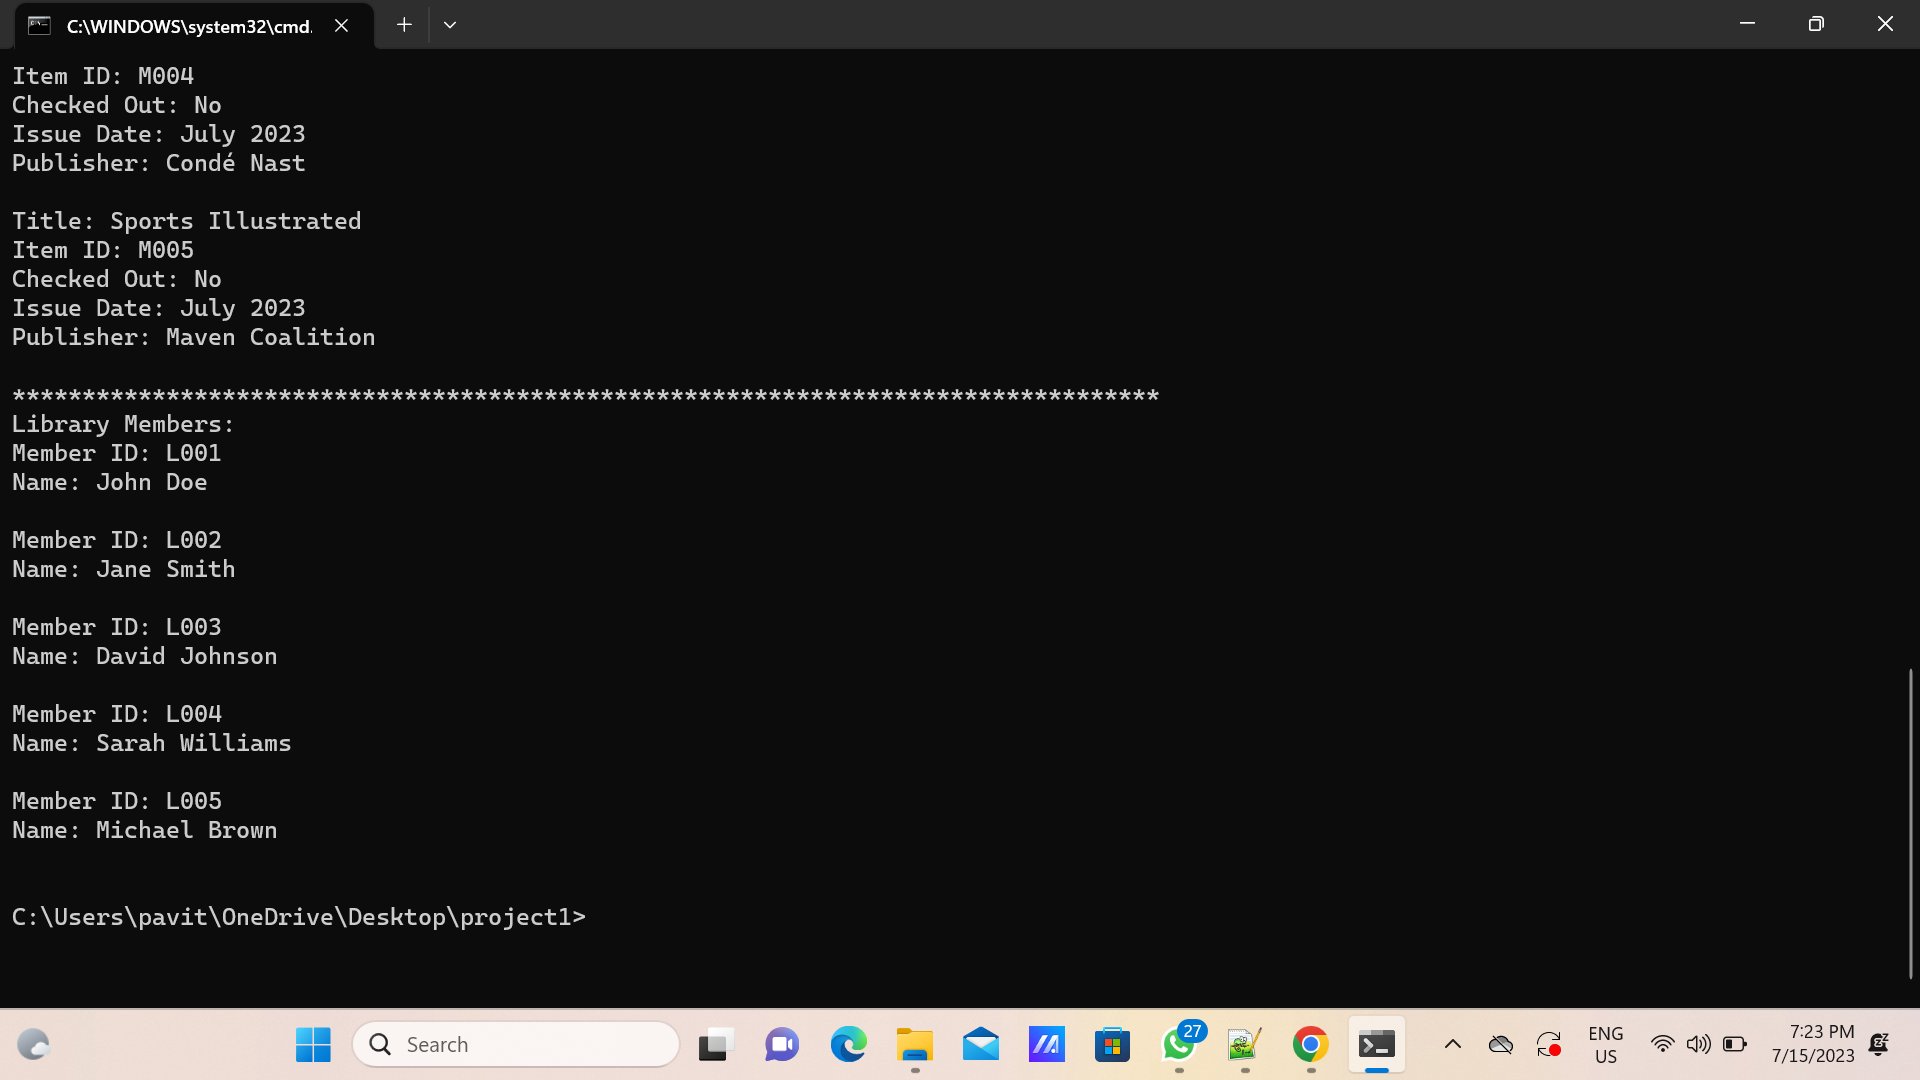 C:\WINDOWS\system32\cmd.
Item ID: M004
Checked Out: No
Issue Date: July 2023
Publisher: Condé Nast
Title: Sports Illustrated
Item ID: M005
Checked Out: No
Issue Date: July 2023
Publisher: Maven Coalition
**********************************************************************************
Library Members:
Member ID: L001
Name: John Doe
Member ID: L002
Name: Jane Smith
Member ID: L003
Name: David Johnson
Member ID: L004
Name: Sarah Williams
Member ID: L005
Name: Michael Brown
C:\Users\pavit\OneDrive\Desktop\project1>
Search
27
ENG
US
7:23 PM
7/15/2023